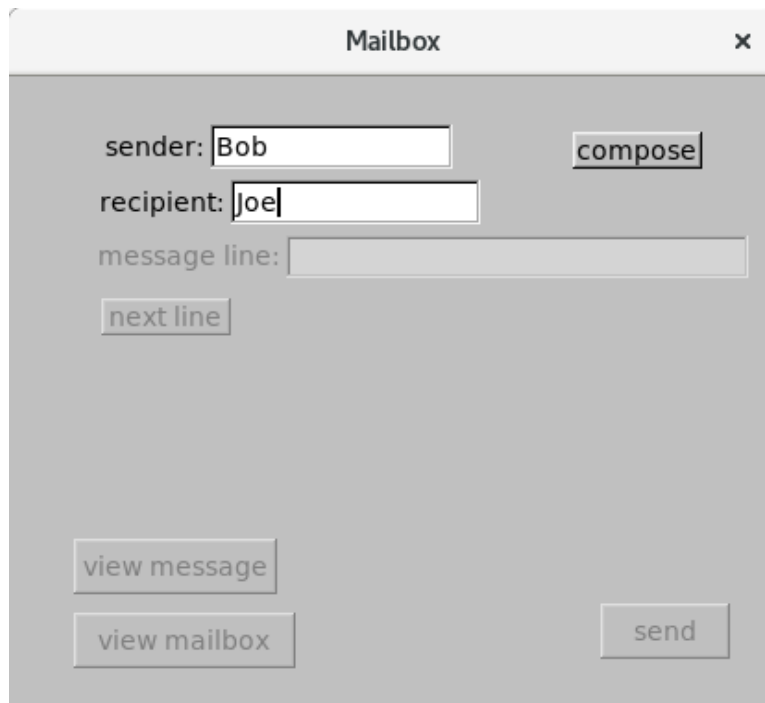 Mailbox ×
sender: Bob
compose
recipient: Joe
message line:
next line
view message
view mailbox
send